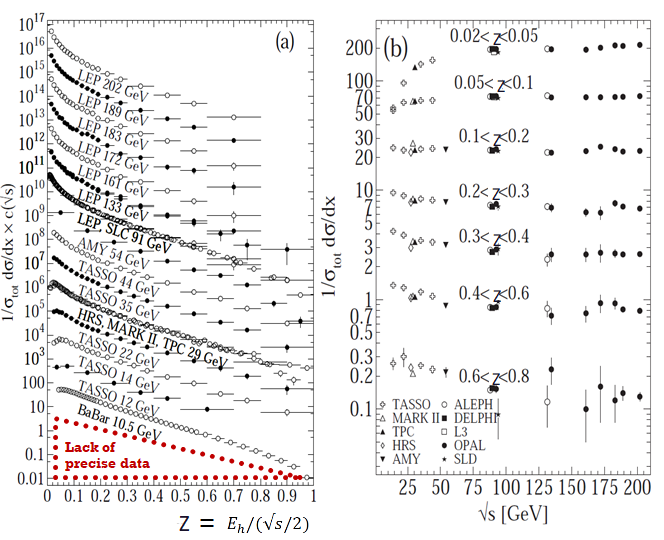 (a)
1/σtot dσ/dx × c(√s)
10^17
10^16
10^15
10^14
10^13
10^12
10^11
10^10
10^9
10^8
10^7
10^6
10^5
10^4
10^3
100
10
1
0.1
0.01
LEP 202 GeV
LEP 189 GeV
LEP 183 GeV
LEP 172 GeV
LEP 161 GeV
LEP 133 GeV
LEP, SLC 91 GeV
AMY 54 GeV
TASSO 44 GeV
TASSO 35 GeV
HRS, MARK II, TPC 29 GeV
TASSO 22 GeV
TASSO 14 GeV
TASSO 12 GeV
BaBar 10.5 GeV
Lack of
precise data
0 0.1 0.2 0.3 0.4 0.5 0.6 0.7 0.8 0.9 1
z = E_h/(√s/2)
(b)
1/σtot dσ/dx
200
100
70
50
30
20
10
7
5
3
2
1
0.7
0.5
0.3
0.2
0.1
0.02< z <0.05
0.05< z <0.1
0.1< z <0.2
0.2< z <0.3
0.3< z <0.4
0.4< z <0.6
0.6< z <0.8
TASSO ALEPH
MARK II DELPHI
TPC L3
HRS OPAL
AMY SLD
25 50 75 100 125 150 175 200
√s [GeV]